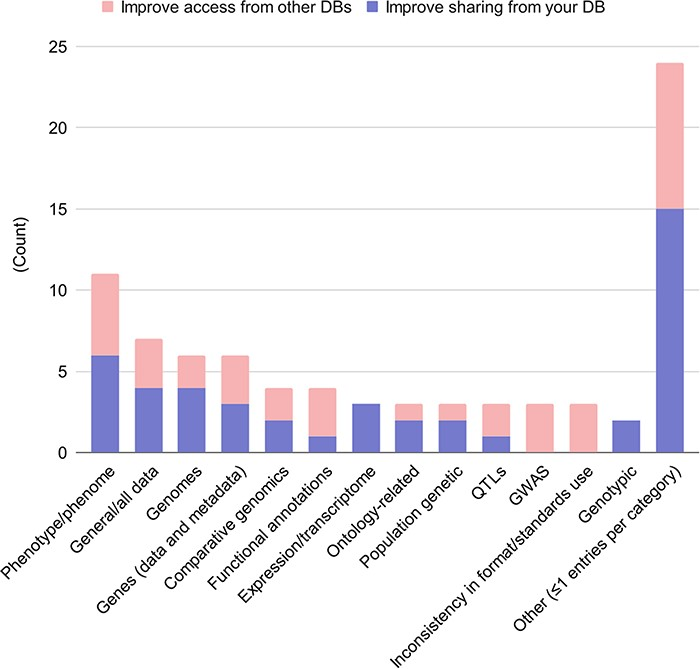 Improve access from other DBs Improve sharing from your DB
25
20
15
10
5
0
(Count)
Phenotype/phenome
General/all data
Genomes
Genes (data and metadata)
Comparative genomics
Functional annotations
Expression/transcriptome
Ontology-related
Population genetic
QTLs
GWAS
Inconsistency in format/standards use
Genotypic
Other (≤1 entries per category)